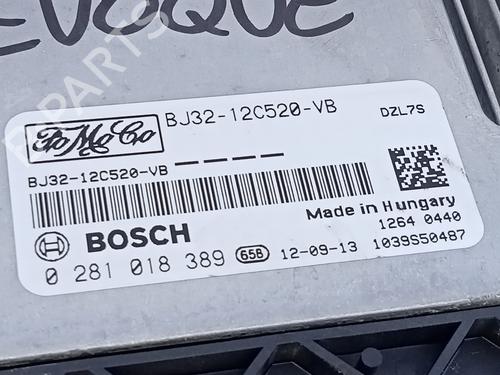 EVOQUE
FoMoCo
BJ32-12C520-VB
DZL7S
BJ32-12C520-VB
Made in Hungary
1264 0440
BOSCH
0 281 018 389 65B 12-09-13 1039S50487